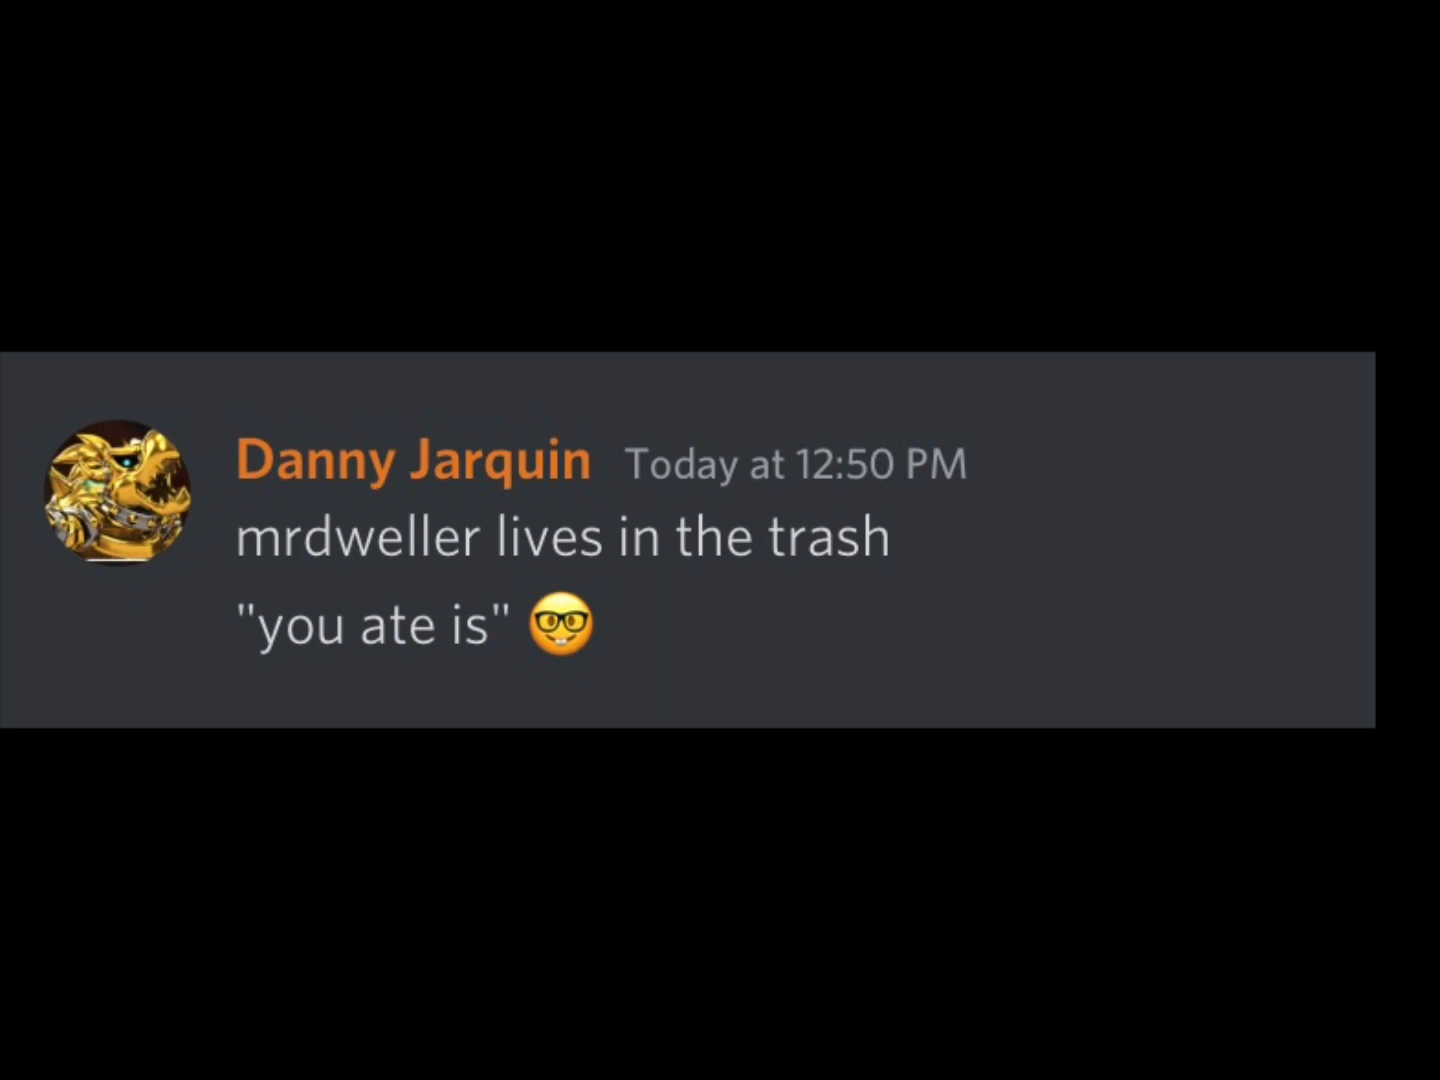 Danny Jarquin Today at 12:50 PM
mrdweller lives in the trash
"you ate is" 🤓